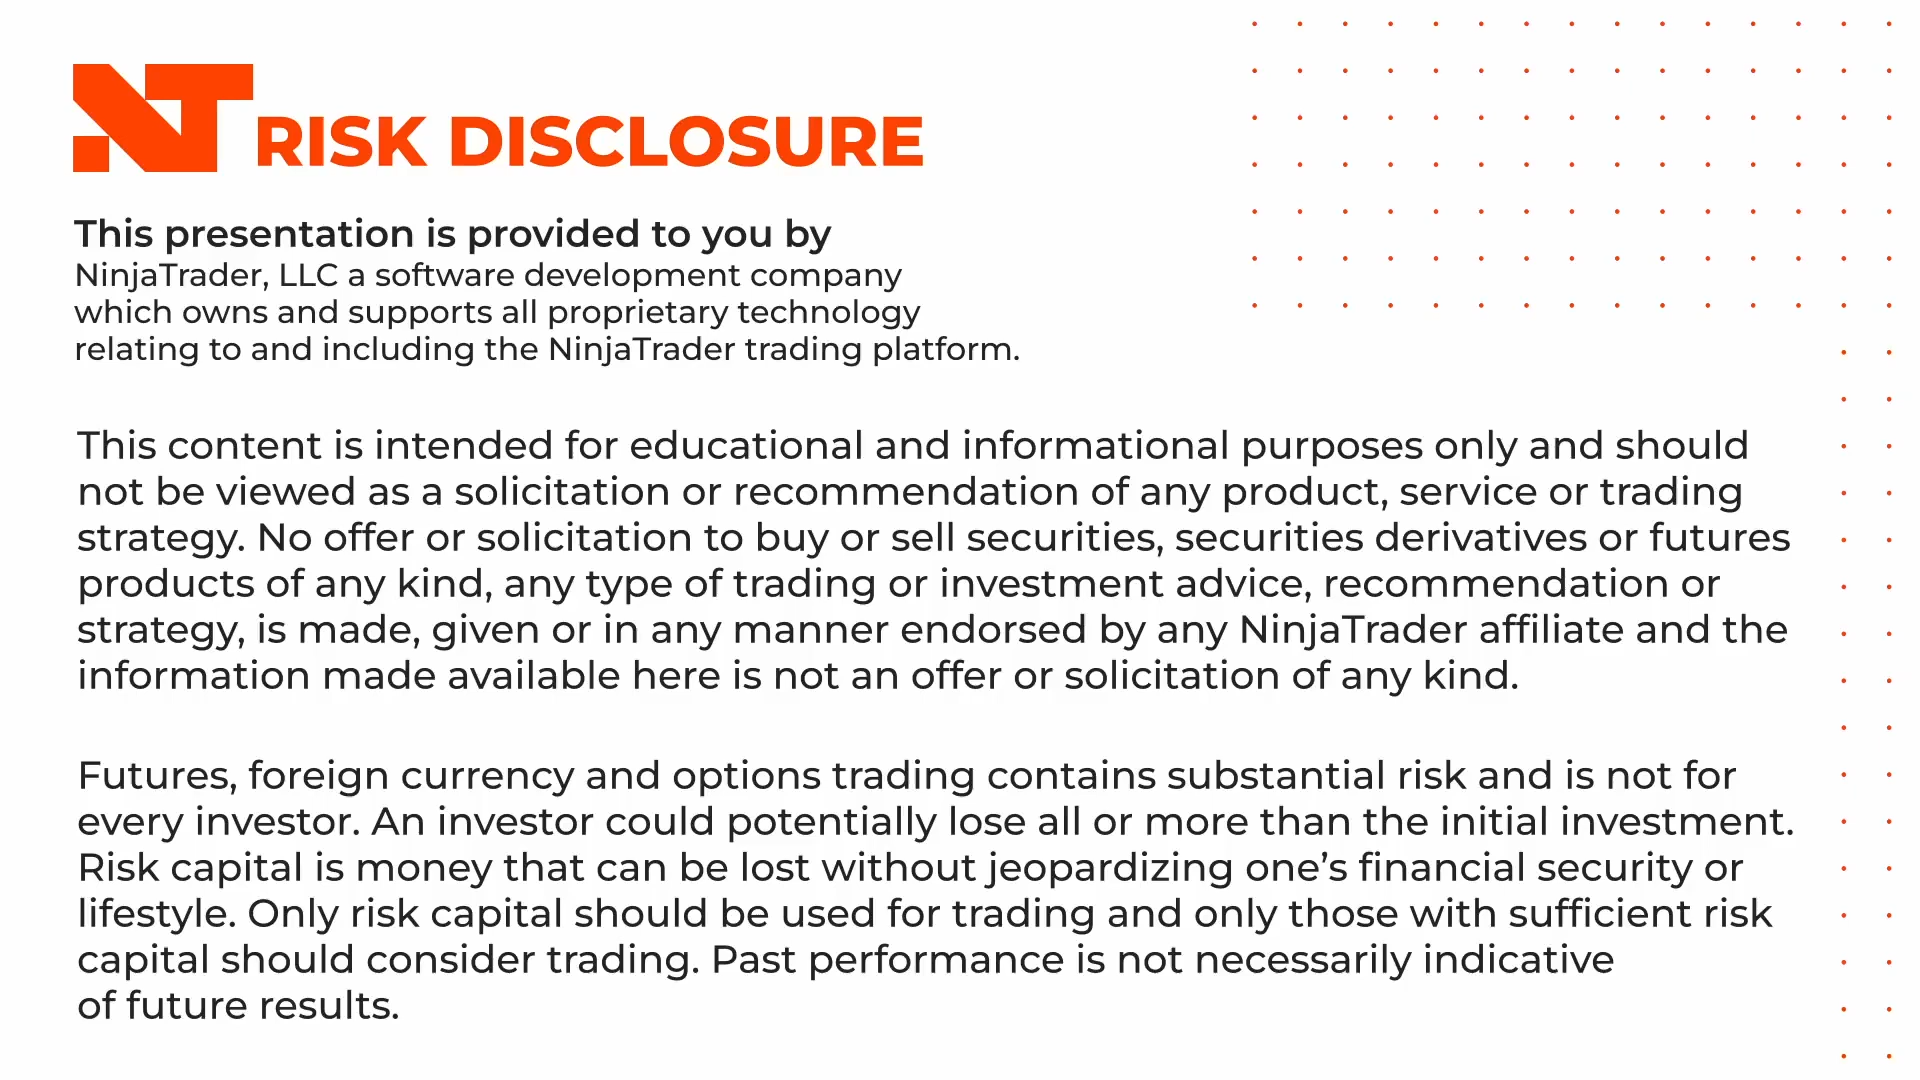 NT RISK DISCLOSURE
This presentation is provided to you by
NinjaTrader, LLC a software development company
which owns and supports all proprietary technology
relating to and including the NinjaTrader trading platform.
This content is intended for educational and informational purposes only and should
not be viewed as a solicitation or recommendation of any product, service or trading
strategy. No offer or solicitation to buy or sell securities, securities derivatives or futures
products of any kind, any type of trading or investment advice, recommendation or
strategy, is made, given or in any manner endorsed by any NinjaTrader affiliate and the
information made available here is not an offer or solicitation of any kind.
Futures, foreign currency and options trading contains substantial risk and is not for
every investor. An investor could potentially lose all or more than the initial investment.
Risk capital is money that can be lost without jeopardizing one’s financial security or
lifestyle. Only risk capital should be used for trading and only those with sufficient risk
capital should consider trading. Past performance is not necessarily indicative
of future results.